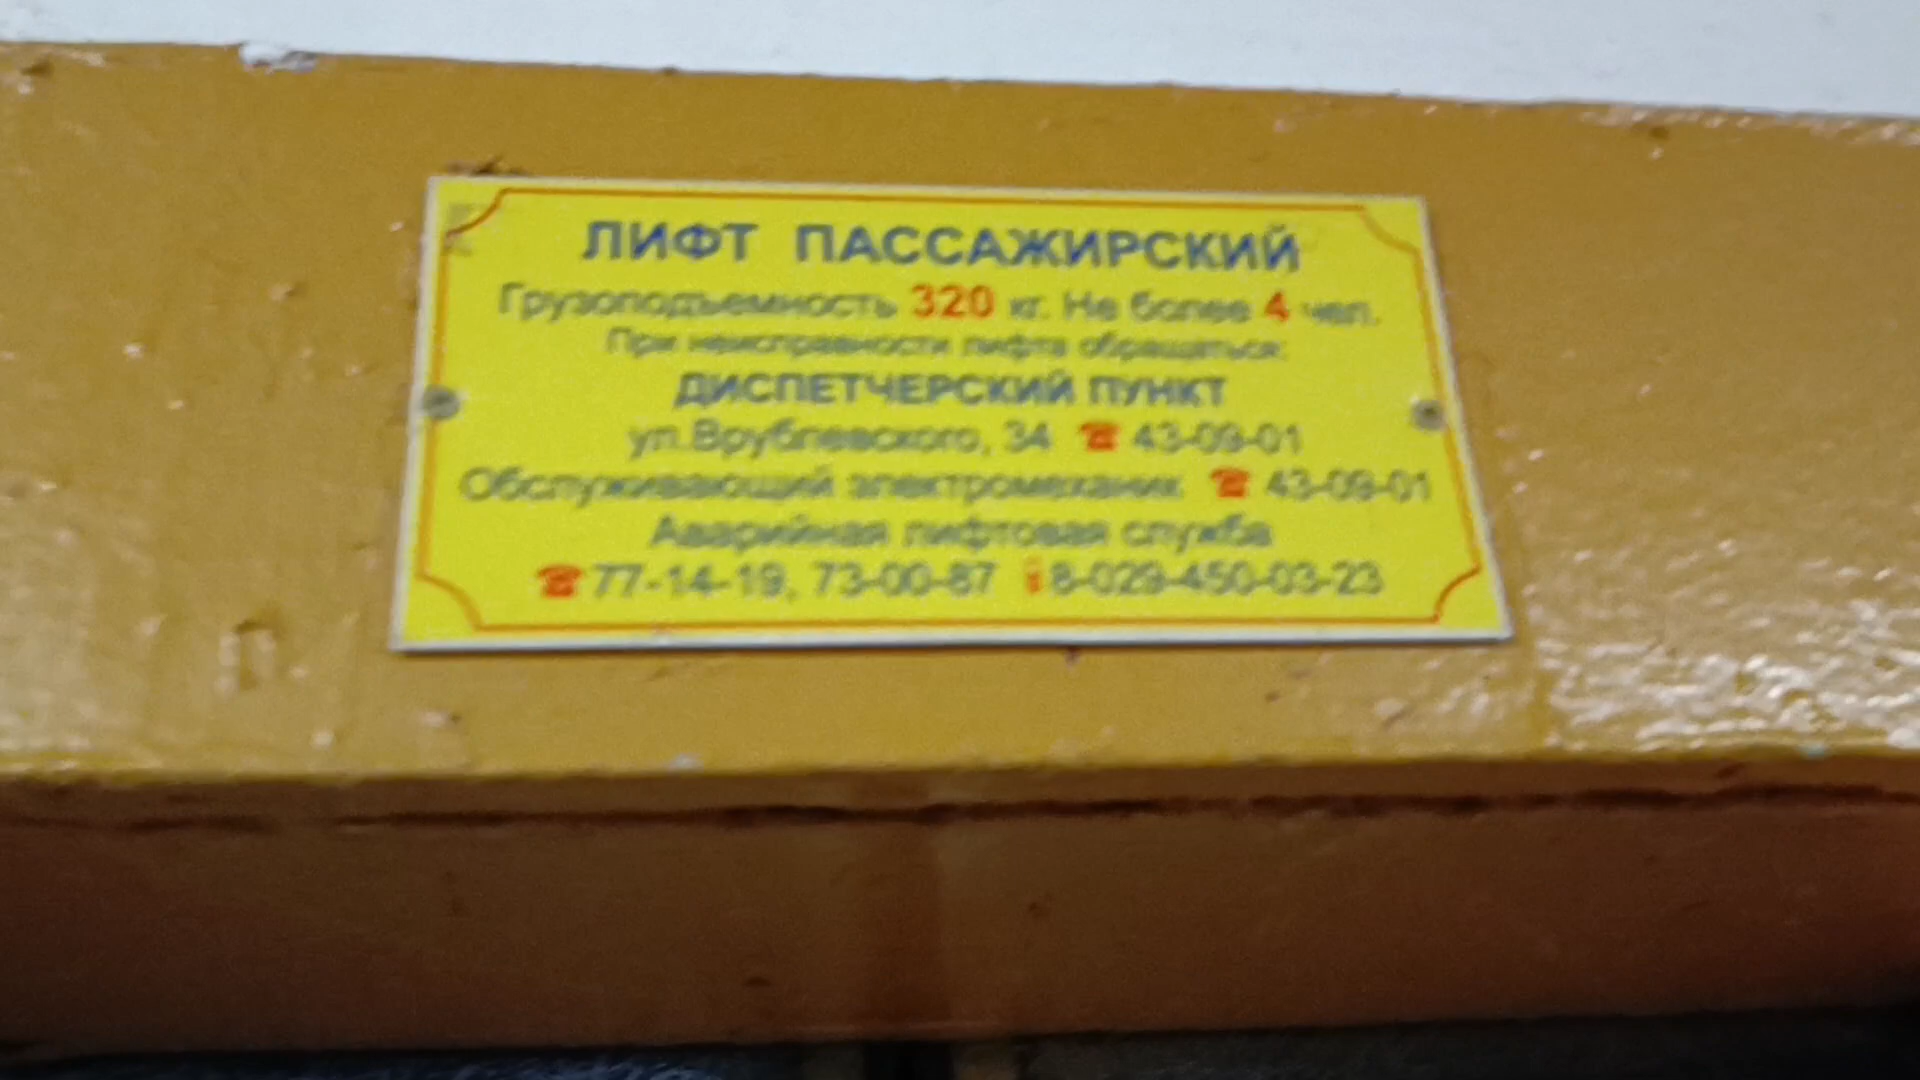 ЛИФТ ПАССАЖИРСКИЙ
Грузоподъемность 320 кг. Не более 4 чел.
При неисправности лифта обращаться:
ДИСПЕТЧЕРСКИЙ ПУНКТ
ул.Врублевского, 34 ☎ 43-09-01
Обслуживающий электромеханик ☎ 43-09-01
Аварийная лифтовая служба
☎77-14-19, 73-00-87 8-029-450-03-23